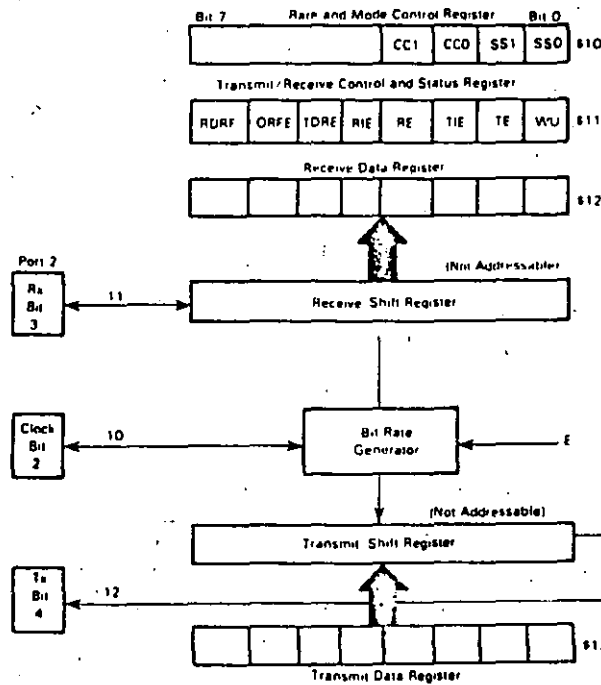 Bit 7 Rate and Mode Control Register Bit 0
CC1 CC0 SS1 SS0 $10
Transmit/Receive Control and Status Register
RDRF ORFE TDRE RIE RE TIE TE WU $11
Receive Data Register
$12
(Not Addressable)
Port 2
Rx
Bit
3
11
Receive Shift Register
Clock
Bit
2
10
Bit Rate
Generator
E
(Not Addressable)
Transmit Shift Register
Tx
Bit
4
12
Transmit Data Register